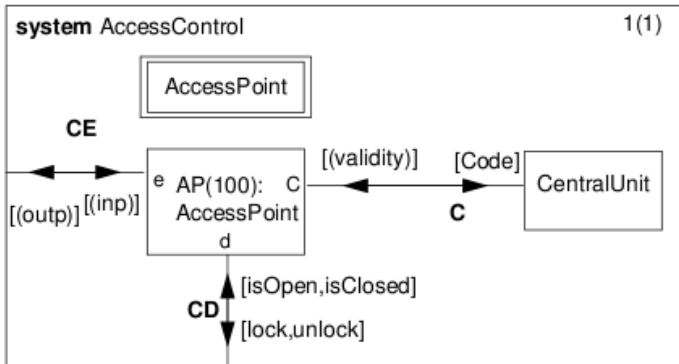 system AccessControl 1(1)
AccessPoint
CE
[(validity)] [Code]
e AP(100): C
AccessPoint
d
CentralUnit
[(outp)] [(inp)]
C
[isOpen,isClosed]
CD
[lock,unlock]